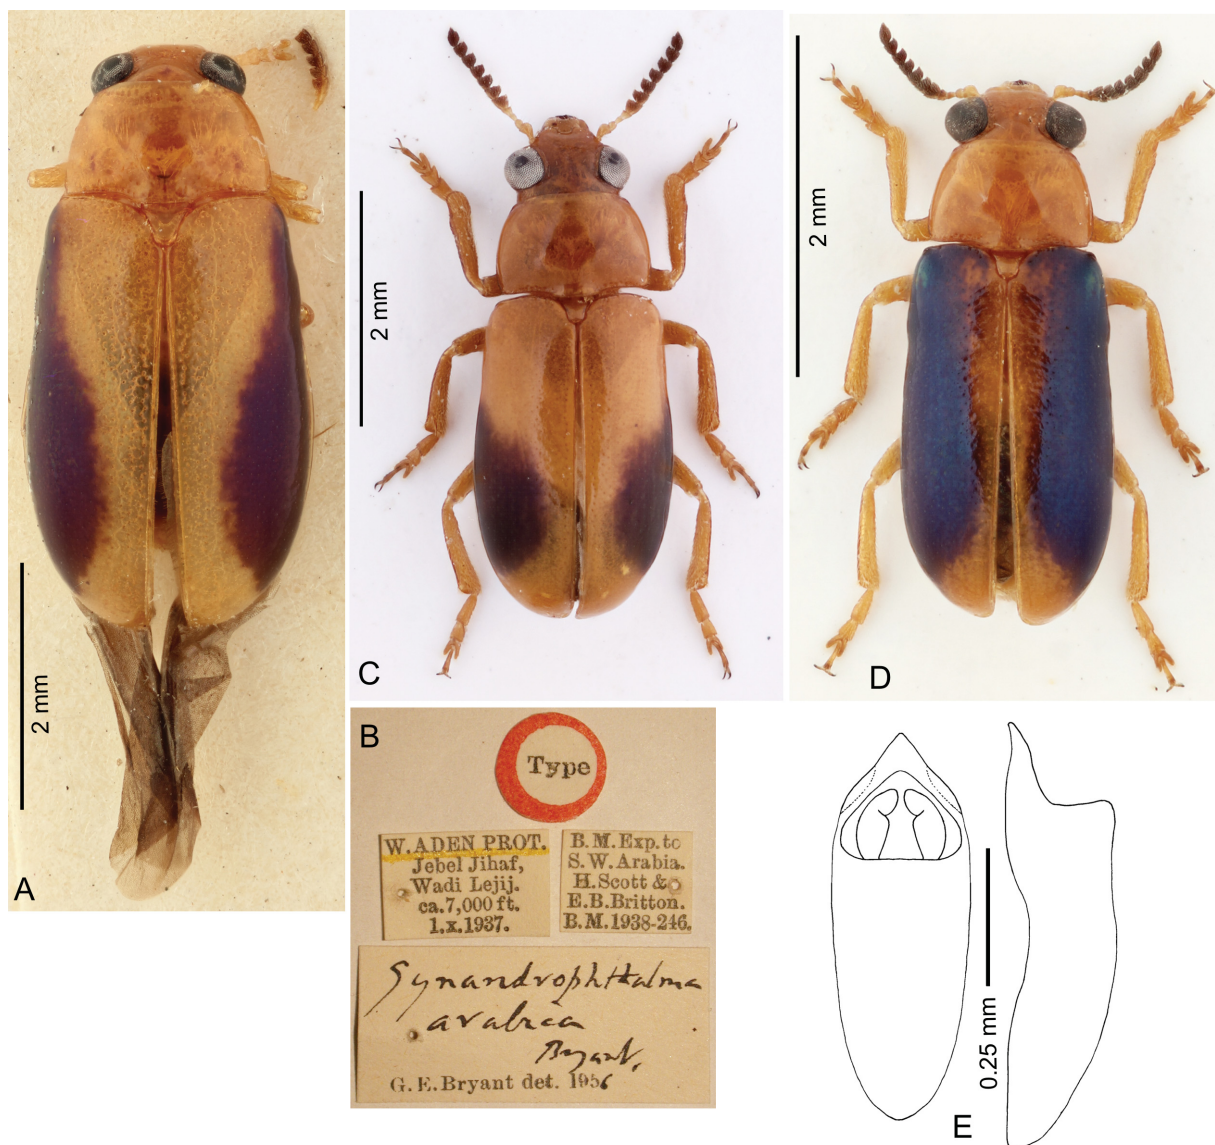 2 mm
A
2 mm
C
2 mm
D
B
Type
W. ADEN PROT.
Jebel Jihaf,
Wadi Lejij.
ca.7,000 ft.
1.x.1937.
B.M.Exp.to
S.W.Arabia.
H.Scott &
E.B.Britton.
B.M.1938-246.
Synandrophthalma
arabica
Bryant.
G.E.Bryant det. 1956
0.25 mm
E